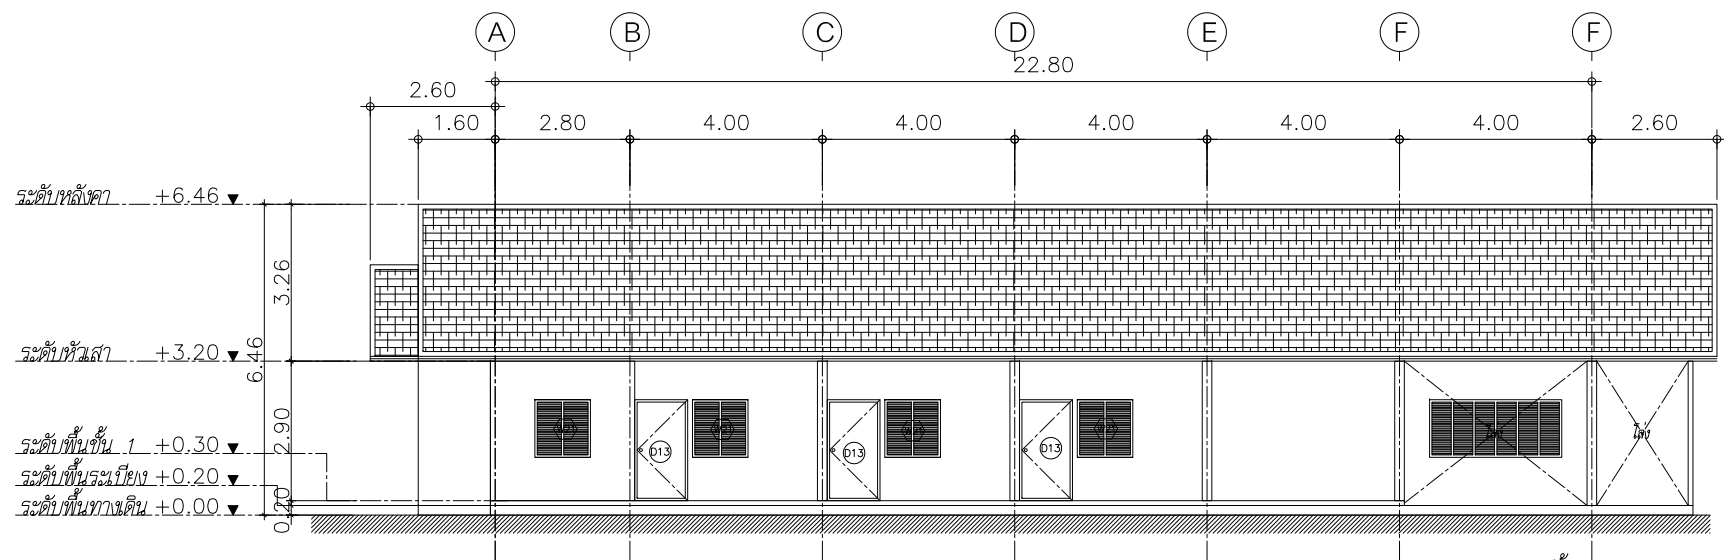 A B C D E F F
22.80
2.60
1.60 2.80 4.00 4.00 4.00 4.00 4.00 2.60
ระดับหลังคา +6.46
3.26
ระดับหัวเสา +3.20
6.46
2.90
ระดับพื้นชั้น 1 +0.30
ระดับพื้นระเบียง +0.20
ระดับพื้นทางเดิน +0.00
0.20
D13 D13 D13
โล่ง โล่ง